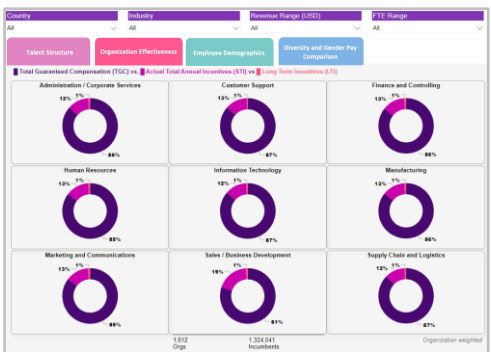 Country Industry Revenue Range (USD) FTE Range
All All All All
Talent Structure Organization Effectiveness Employee Demographics Diversity and Gender Pay
Comparison
Total Guaranteed Compensation (TGC) vs. Actual Total Annual Incentives (STI) vs Long Term Incentives (LTI)
Administration / Corporate Services Customer Support Finance and Controlling
12% 1% 13% 1% 13% 1%
86% 87% 86%
Human Resources Information Technology Manufacturing
13% 1% 12% 1% 13% 1%
85% 87% 86%
Marketing and Communications Sales / Business Development Supply Chain and Logistics
13% 1% 19% 1% 12% 1%
85% 81% 87%
1,612 1,324,041 Organization weighted
Orgs Incumbents